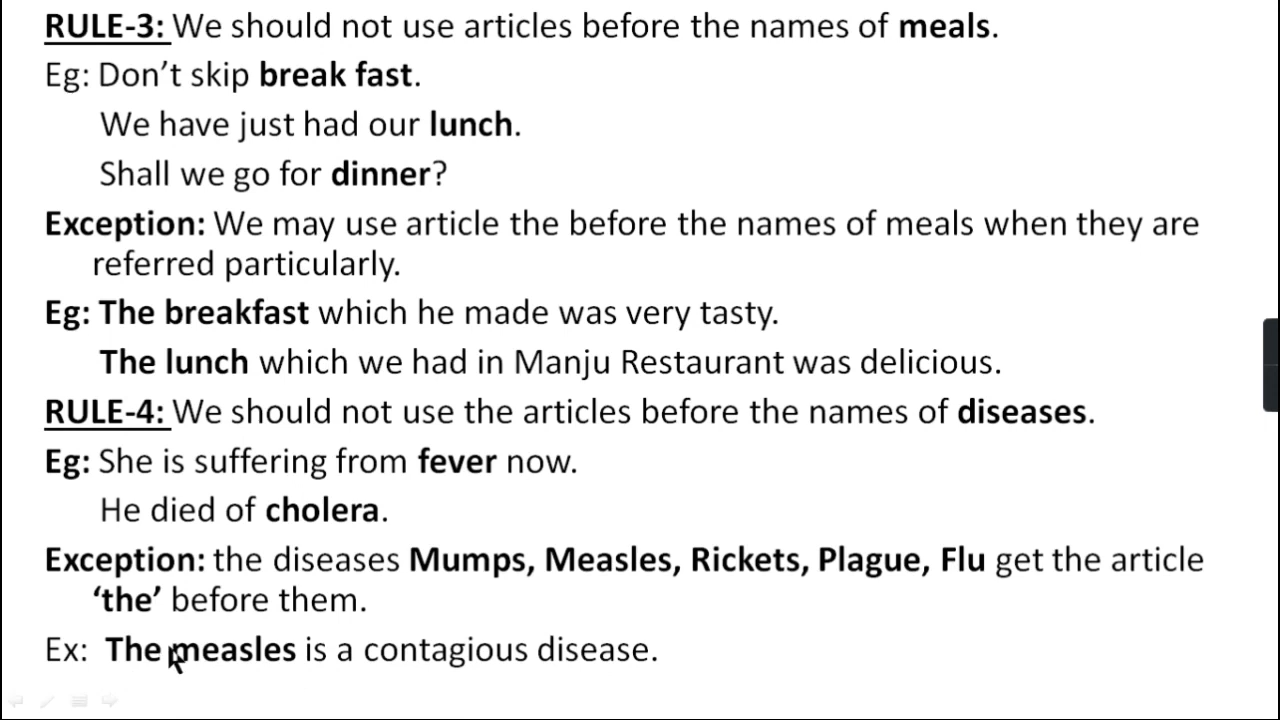 RULE-3: We should not use articles before the names of meals.
Eg: Don’t skip break fast.
We have just had our lunch.
Shall we go for dinner?
Exception: We may use article the before the names of meals when they are
referred particularly.
Eg: The breakfast which he made was very tasty.
The lunch which we had in Manju Restaurant was delicious.
RULE-4: We should not use the articles before the names of diseases.
Eg: She is suffering from fever now.
He died of cholera.
Exception: the diseases Mumps, Measles, Rickets, Plague, Flu get the article
‘the’ before them.
Ex: The measles is a contagious disease.